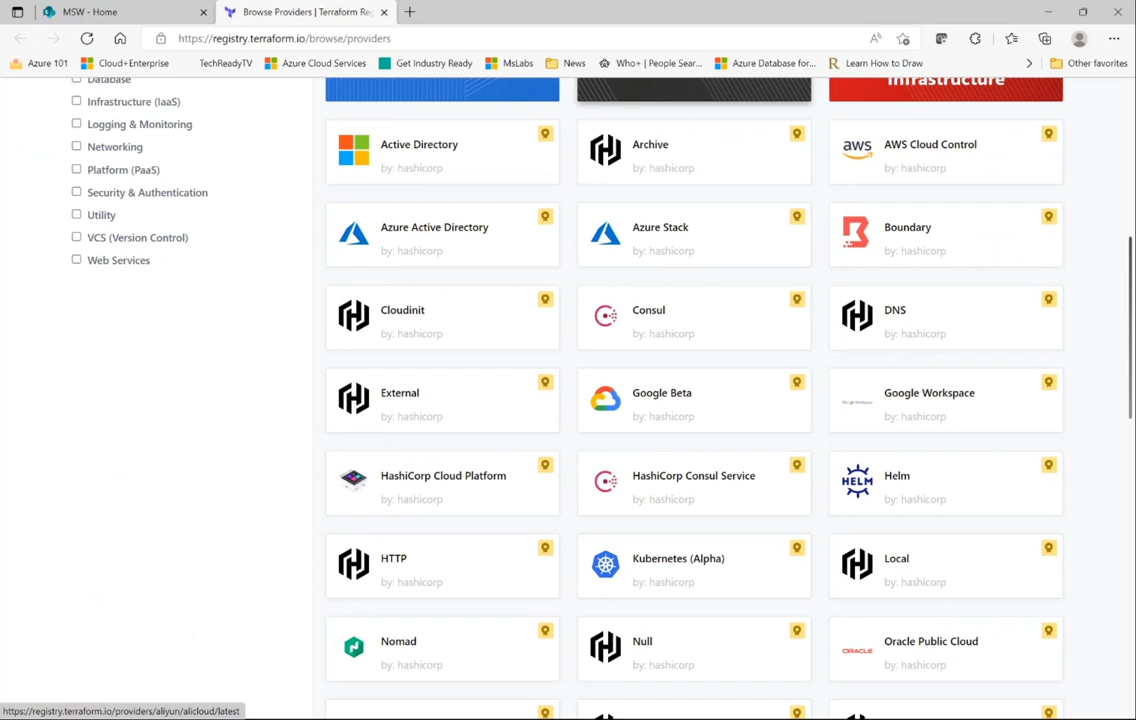 MSW - Home
Browse Providers | Terraform Reg
https://registry.terraform.io/browse/providers
Azure 101
Cloud+Enterprise
TechReadyTV
Azure Cloud Services
Get Industry Ready
MsLabs
News
Who+ | People Sear...
Azure Database for...
Learn How to Draw
Other favorites
Database
Infrastructure (IaaS)
Logging & Monitoring
Networking
Platform (PaaS)
Security & Authentication
Utility
VCS (Version Control)
Web Services
Infrastructure
Active Directory
by: hashicorp
Archive
by: hashicorp
aws
AWS Cloud Control
by: hashicorp
Azure Active Directory
by: hashicorp
Azure Stack
by: hashicorp
Boundary
by: hashicorp
Cloudinit
by: hashicorp
Consul
by: hashicorp
DNS
by: hashicorp
External
by: hashicorp
Google Beta
by: hashicorp
Google Workspace
Google Workspace
by: hashicorp
HashiCorp Cloud Platform
by: hashicorp
HashiCorp Consul Service
by: hashicorp
HELM
Helm
by: hashicorp
HTTP
by: hashicorp
Kubernetes (Alpha)
by: hashicorp
Local
by: hashicorp
Nomad
by: hashicorp
Null
by: hashicorp
ORACLE
Oracle Public Cloud
by: hashicorp
https://registry.terraform.io/providers/aliyun/alicloud/latest